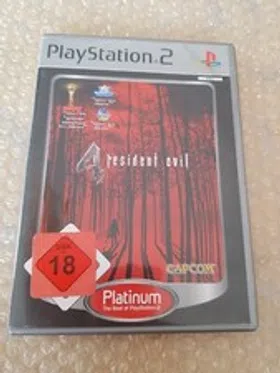 PlayStation 2
4 resident evil
USK
18
CAPCOM
Platinum
The Best of PlayStation 2